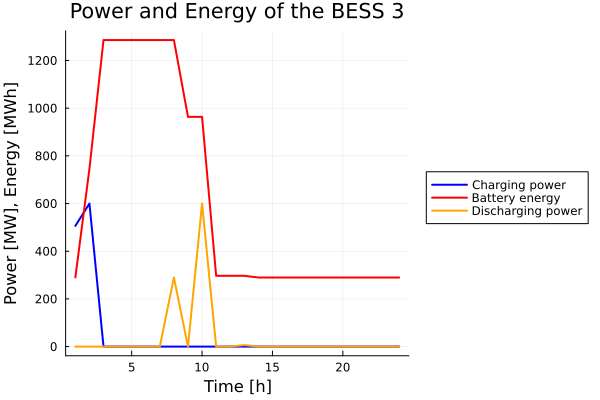 Power and Energy of the BESS 3
Power [MW], Energy [MWh]
1200
1000
800
600
400
200
0
5
10
15
20
Time [h]
Charging power
Battery energy
Discharging power